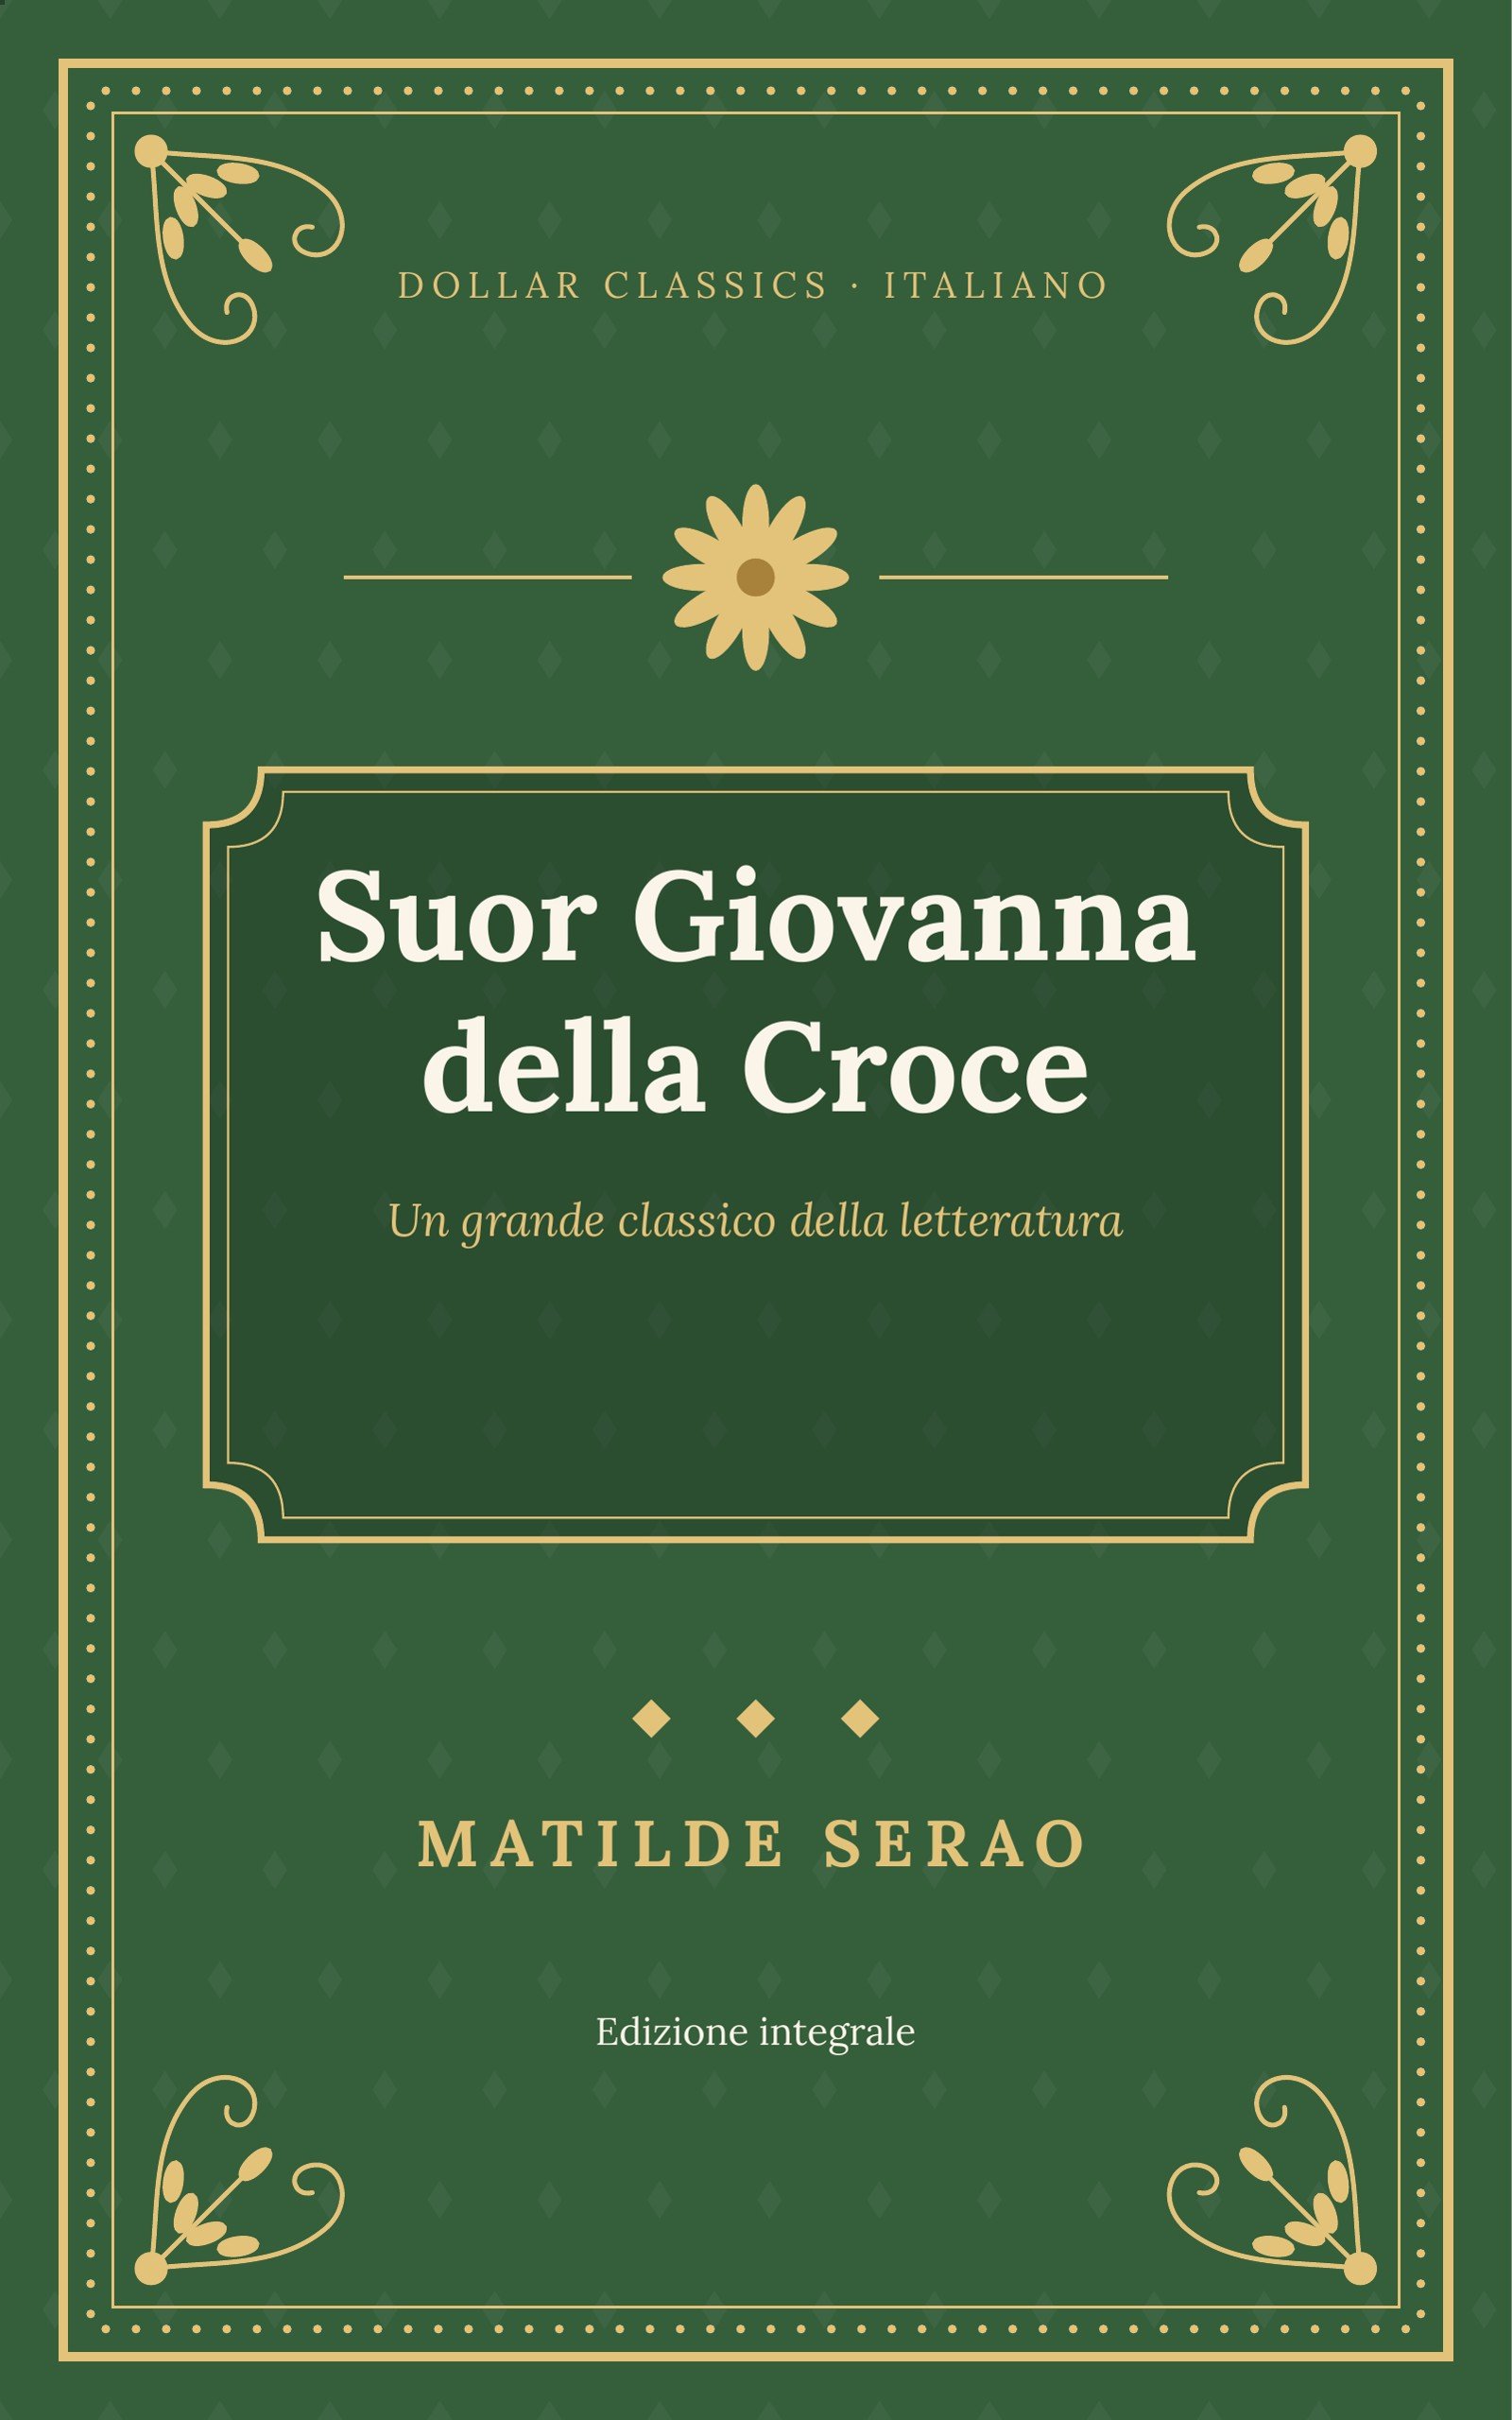 DOLLAR CLASSICS · ITALIANO
Suor Giovanna
della Croce
Un grande classico della letteratura
MATILDE SERAO
Edizione integrale